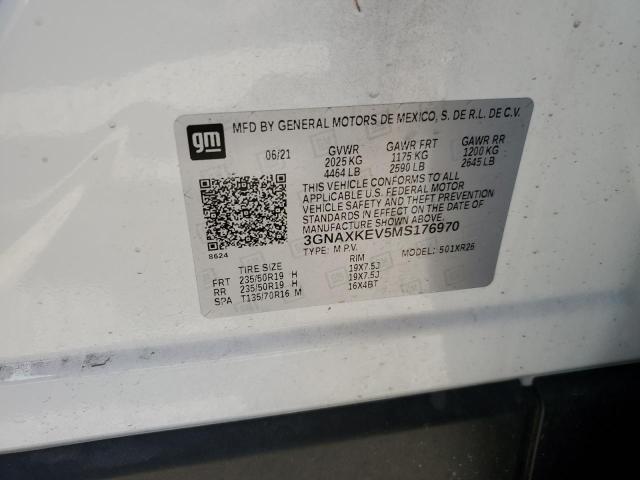 gm MFD BY GENERAL MOTORS DE MEXICO, S. DE R.L. DE C.V.
06/21 GVWR GAWR FRT GAWR RR
2025 KG 1175 KG 1200 KG
4464 LB 2590 LB 2645 LB
THIS VEHICLE CONFORMS TO ALL
APPLICABLE U.S. FEDERAL MOTOR
VEHICLE SAFETY AND THEFT PREVENTION
STANDARDS IN EFFECT ON THE DATE OF
MANUFACTURE SHOWN ABOVE.
3GNAXKEV5MS176970
8624 TYPE: M.P.V. MODEL: 501XR26
TIRE SIZE RIM
FRT 235/50R19 H 19X7.5J
RR 235/50R19 H 19X7.5J
SPA T135/70R16 M 16X4BT